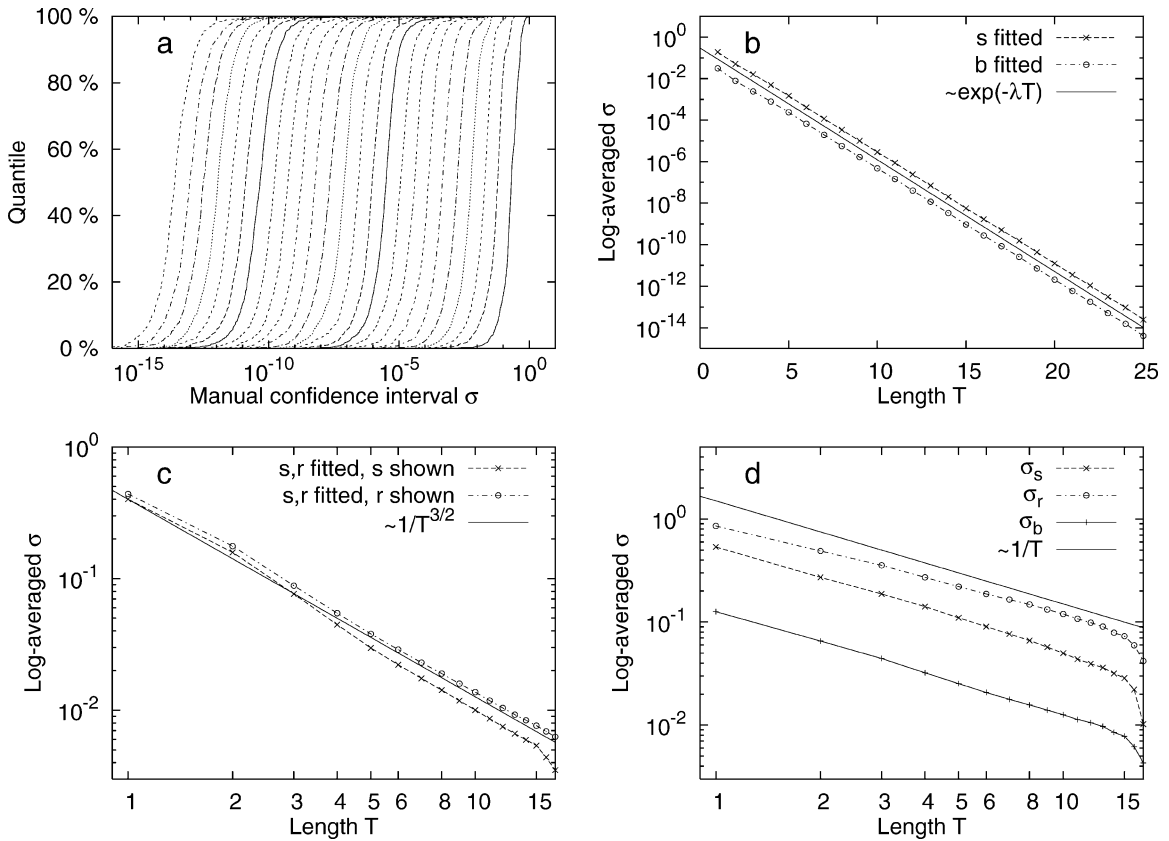 a
100 %
80 %
60 %
40 %
20 %
0 %
Quantile
10^-15
10^-10
10^-5
10^0
Manual confidence interval σ
b
s fitted
b fitted
~exp(-λT)
10^0
10^-2
10^-4
10^-6
10^-8
10^-10
10^-12
10^-14
Log-averaged σ
0 5 10 15 20 25
Length T
c
s,r fitted, s shown
s,r fitted, r shown
~1/T^3/2
10^0
10^-1
10^-2
Log-averaged σ
1 2 3 4 5 6 8 10 15
Length T
d
σ_s
σ_r
σ_b
~1/T
10^0
10^-1
10^-2
Log-averaged σ
1 2 3 4 5 6 8 10 15
Length T